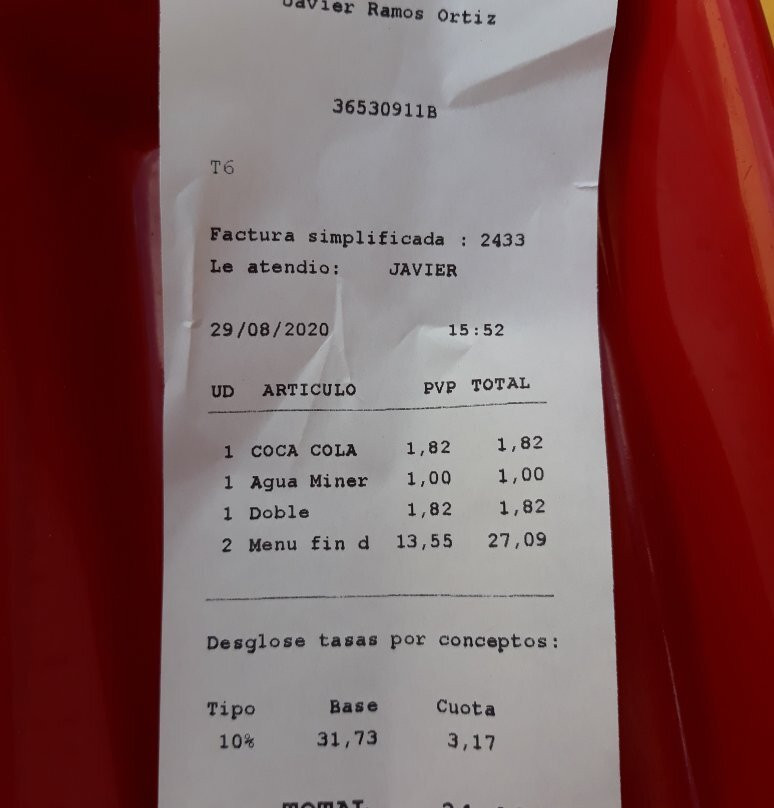 Javier Ramos Ortiz
36530911B
T6
Factura simplificada : 2433
Le atendio: JAVIER
29/08/2020 15:52
UD ARTICULO PVP TOTAL
1 COCA COLA 1,82 1,82
1 Agua Miner 1,00 1,00
1 Doble 1,82 1,82
2 Menu fin d 13,55 27,09
Desglose tasas por conceptos:
Tipo Base Cuota
10% 31,73 3,17
TOTAL